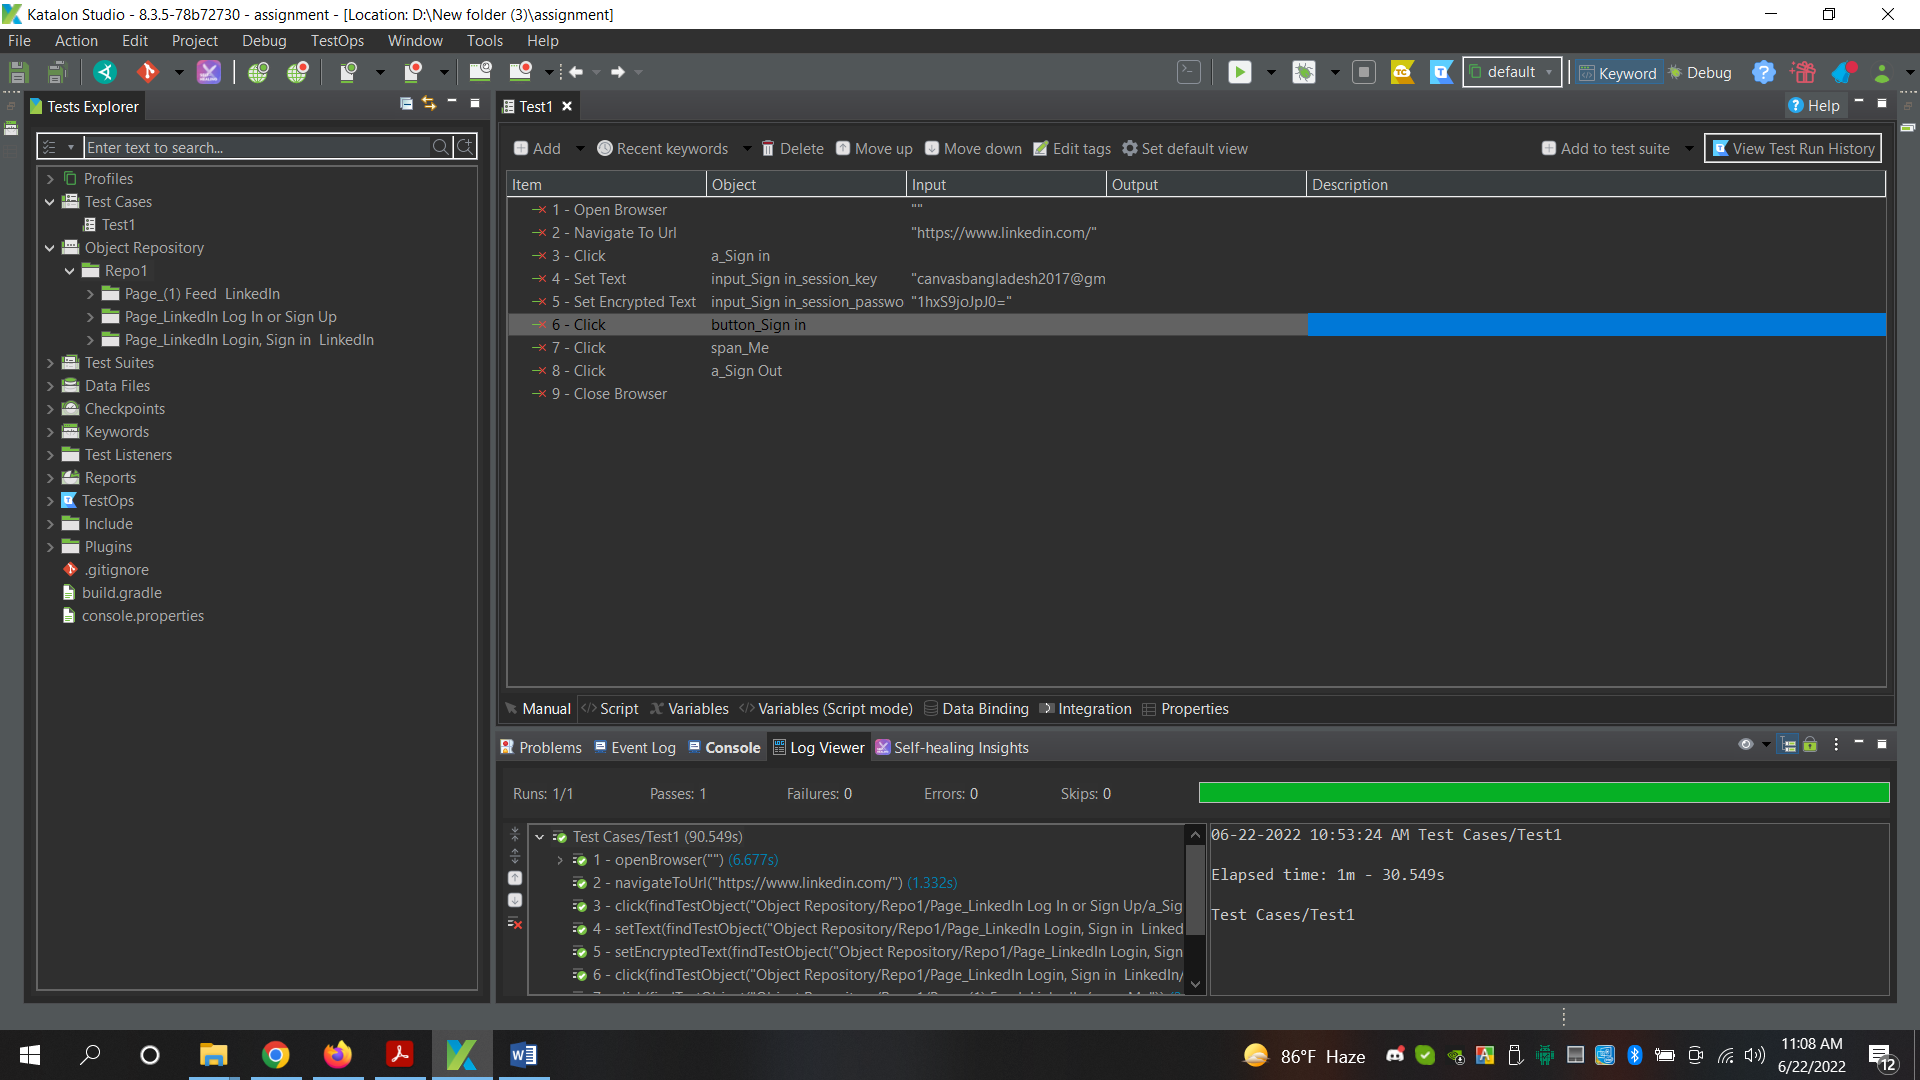 Katalon Studio - 8.3.5-78b72730 - assignment - [Location: D:\New folder (3)\assignment]
File Action Edit Project Debug TestOps Window Tools Help
default Keyword Debug
Tests Explorer
Enter text to search...
Profiles
Test Cases
Test1
Object Repository
Repo1
Page_(1) Feed  LinkedIn
Page_LinkedIn Log In or Sign Up
Page_LinkedIn Login, Sign in  LinkedIn
Test Suites
Data Files
Checkpoints
Keywords
Test Listeners
Reports
TestOps
Include
Plugins
.gitignore
build.gradle
console.properties
Test1 Help
Add Recent keywords Delete Move up Move down Edit tags Set default view Add to test suite View Test Run History
Item Object Input Output Description
1 - Open Browser ""
2 - Navigate To Url "https://www.linkedin.com/"
3 - Click a_Sign in
4 - Set Text input_Sign in_session_key "canvasbangladesh2017@gm
5 - Set Encrypted Text input_Sign in_session_passwo "1hxS9joJpJ0="
6 - Click button_Sign in
7 - Click span_Me
8 - Click a_Sign Out
9 - Close Browser
Manual Script Variables Variables (Script mode) Data Binding Integration Properties
Problems Event Log Console Log Viewer Self-healing Insights
Runs: 1/1 Passes: 1 Failures: 0 Errors: 0 Skips: 0
Test Cases/Test1 (90.549s)
1 - openBrowser("") (6.677s)
2 - navigateToUrl("https://www.linkedin.com/") (1.332s)
3 - click(findTestObject("Object Repository/Repo1/Page_LinkedIn Log In or Sign Up/a_Sig
4 - setText(findTestObject("Object Repository/Repo1/Page_LinkedIn Login, Sign in  Linked
5 - setEncryptedText(findTestObject("Object Repository/Repo1/Page_LinkedIn Login, Sign
6 - click(findTestObject("Object Repository/Repo1/Page_LinkedIn Login, Sign in  LinkedIn/
06-22-2022 10:53:24 AM Test Cases/Test1
Elapsed time: 1m - 30.549s
Test Cases/Test1
86°F Haze
11:08 AM
6/22/2022
12